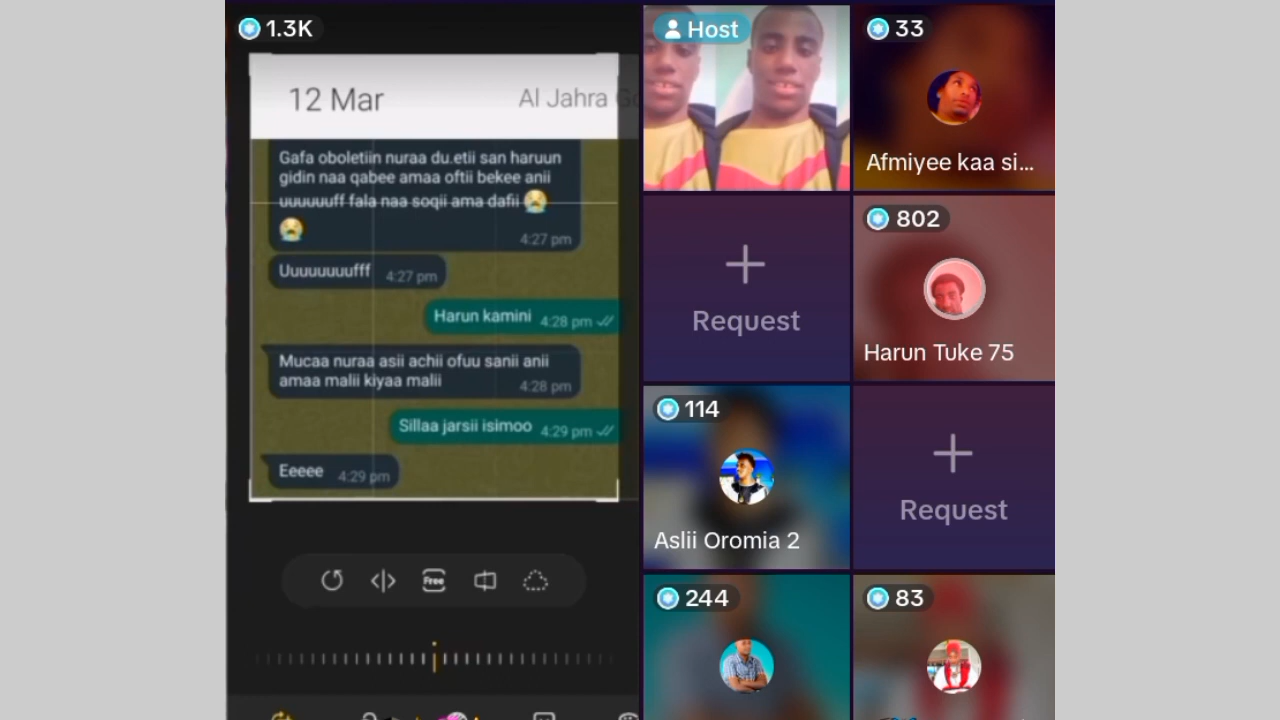 1.3K
12 Mar
Al Jahra Go
Gafa oboletiin nuraa du.etii san haruun
gidin naa qabee amaa oftii bekee anii
uuuuuuff fala naa soqii ama dafii
4:27 pm
Uuuuuuuufff 4:27 pm
Harun kamini 4:28 pm
Mucaa nuraa asii achii ofuu sanii anii
amaa malii kiyaa malii 4:28 pm
Sillaa jarsii isimoo 4:29 pm
Eeeee 4:29 pm
Free
Host
33
Afmiyee kaa si...
Request
802
Harun Tuke 75
114
Aslii Oromia 2
Request
244
83